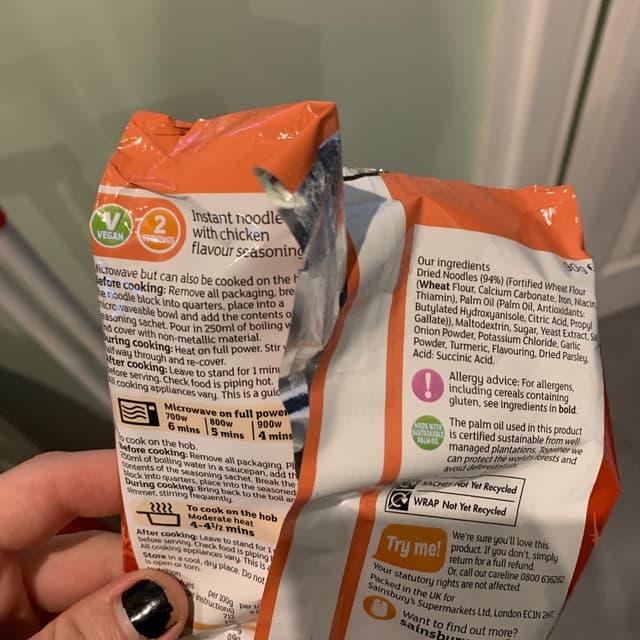 V
VEGAN
2
SERVINGS
Instant noodle
with chicken
flavour seasoning
Microwave but can also be cooked on the
Before cooking: Remove all packaging, bre
noodle block into quarters, place into a
microwaveable bowl and add the contents o
seasoning sachet. Pour in 250ml of boiling w
and cover with non-metallic material.
During cooking: Heat on full power. Stir
halfway through and re-cover.
After cooking: Leave to stand for 1 minu
before serving. Check food is piping hot.
All cooking appliances vary. This is a guid
Microwave on full power
700w 800w 900w
6 mins 5 mins 4 mins
To cook on the hob.
Before cooking: Remove all packaging. Pl
250ml of boiling water in a saucepan, add the
contents of the seasoning sachet. Break the
block into quarters, place into the seasoned
During cooking: Bring back to the boil an
simmer, stirring frequently.
To cook on the hob
Moderate heat
4-4½ mins
After cooking: Leave to stand for 1
before serving. Check food is piping h
All cooking appliances vary. This is
Store in a cool, dry place. Do not
is open or torn.
Nutrition
per 100g per 1/
instructions)
712
90g e
Our ingredients
Dried Noodles (94%) (Fortified Wheat Flour
(Wheat Flour, Calcium Carbonate, Iron, Niacin,
Thiamin), Palm Oil (Palm Oil, Antioxidants:
Butylated Hydroxyanisole, Citric Acid, Propyl
Gallate)), Maltodextrin, Sugar, Yeast Extract, Sa
Onion Powder, Potassium Chloride, Garlic
Powder, Turmeric, Flavouring, Dried Parsley,
Acid: Succinic Acid.
!
Allergy advice: For allergens,
including cereals containing
gluten, see ingredients in bold.
MADE WITH
SUSTAINABLE
PALM OIL
The palm oil used in this product
is certified sustainable from well
managed plantations. Together we
can protect the world's forests and
avoid deforestation.
SACHET Not Yet Recycled
WRAP Not Yet Recycled
Try me!
We're sure you'll love this
product. If you don't, simply
return for a full refund.
Or, call our careline 0800 636262
Your statutory rights are not affected.
Packed in the UK for
Sainsbury's Supermarkets Ltd, London EC1N 2HT
Want to find out more?
sainsbury